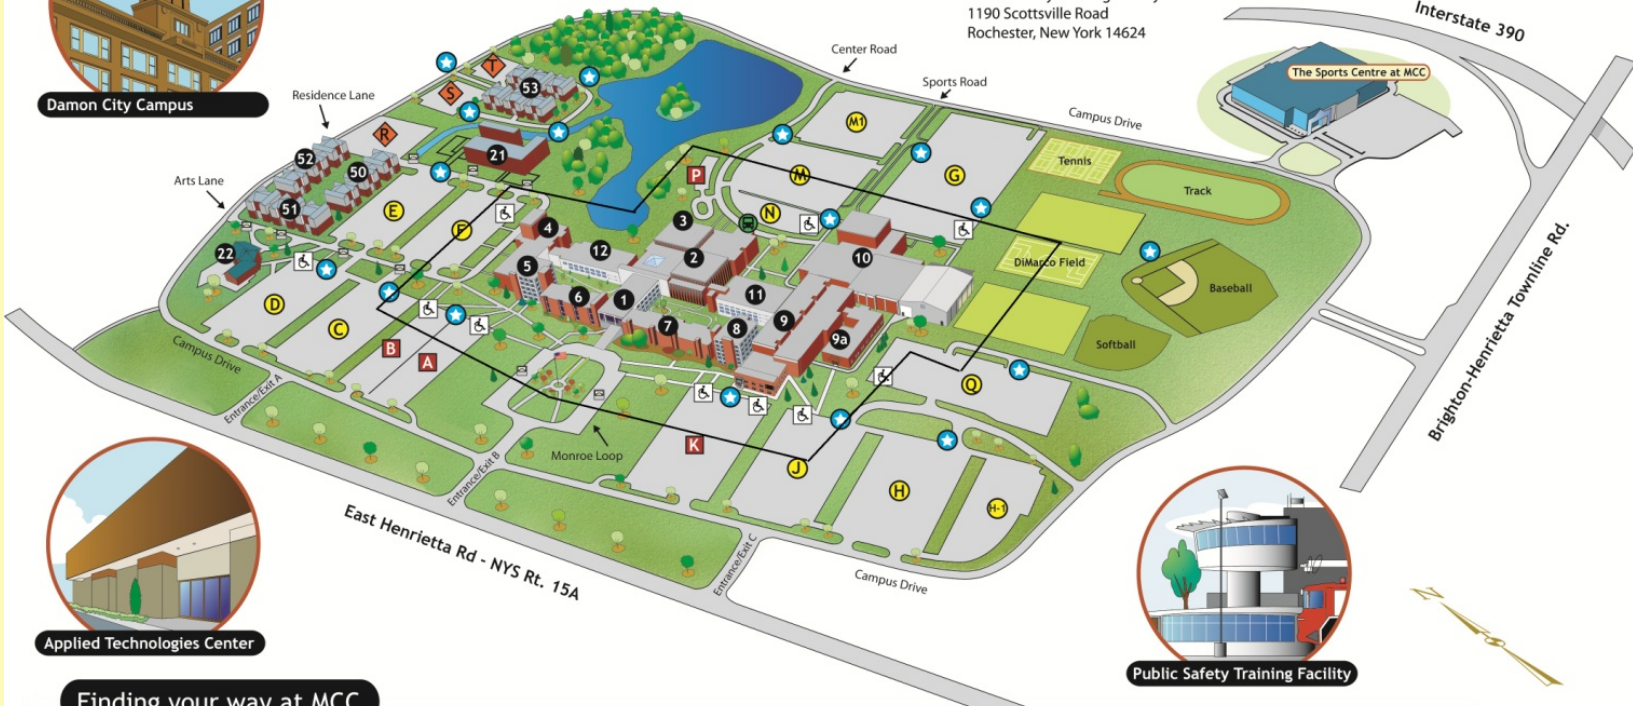 1190 Scottsville Road
Rochester, New York 14624
Interstate 390
The Sports Centre at MCC
Center Road
Sports Road
Campus Drive
Damon City Campus
Residence Lane
Arts Lane
T
S
53
R
52
50
51
21
22
E
F
D
C
B
A
M1
M
G
P
N
3
4
12
2
5
6
1
11
10
7
8
9
9a
Tennis
Track
DiMarco Field
Baseball
Softball
Q
K
J
H
H-1
Brighton-Henrietta Townline Rd.
Campus Drive
Entrance/Exit A
Entrance/Exit B
Monroe Loop
East Henrietta Rd - NYS Rt. 15A
Entrance/Exit C
Campus Drive
N
Applied Technologies Center
Public Safety Training Facility
Finding your way at MCC